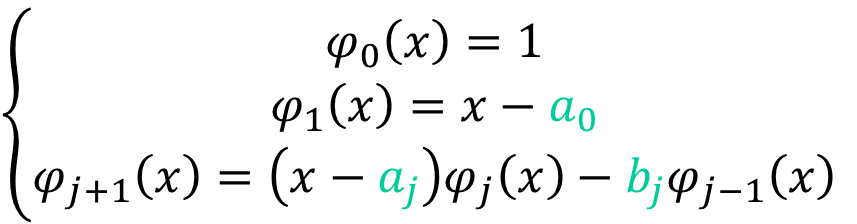 φ₀(x) = 1
φ₁(x) = x − a₀
φⱼ₊₁(x) = (x − aⱼ)φⱼ(x) − bⱼφⱼ₋₁(x)